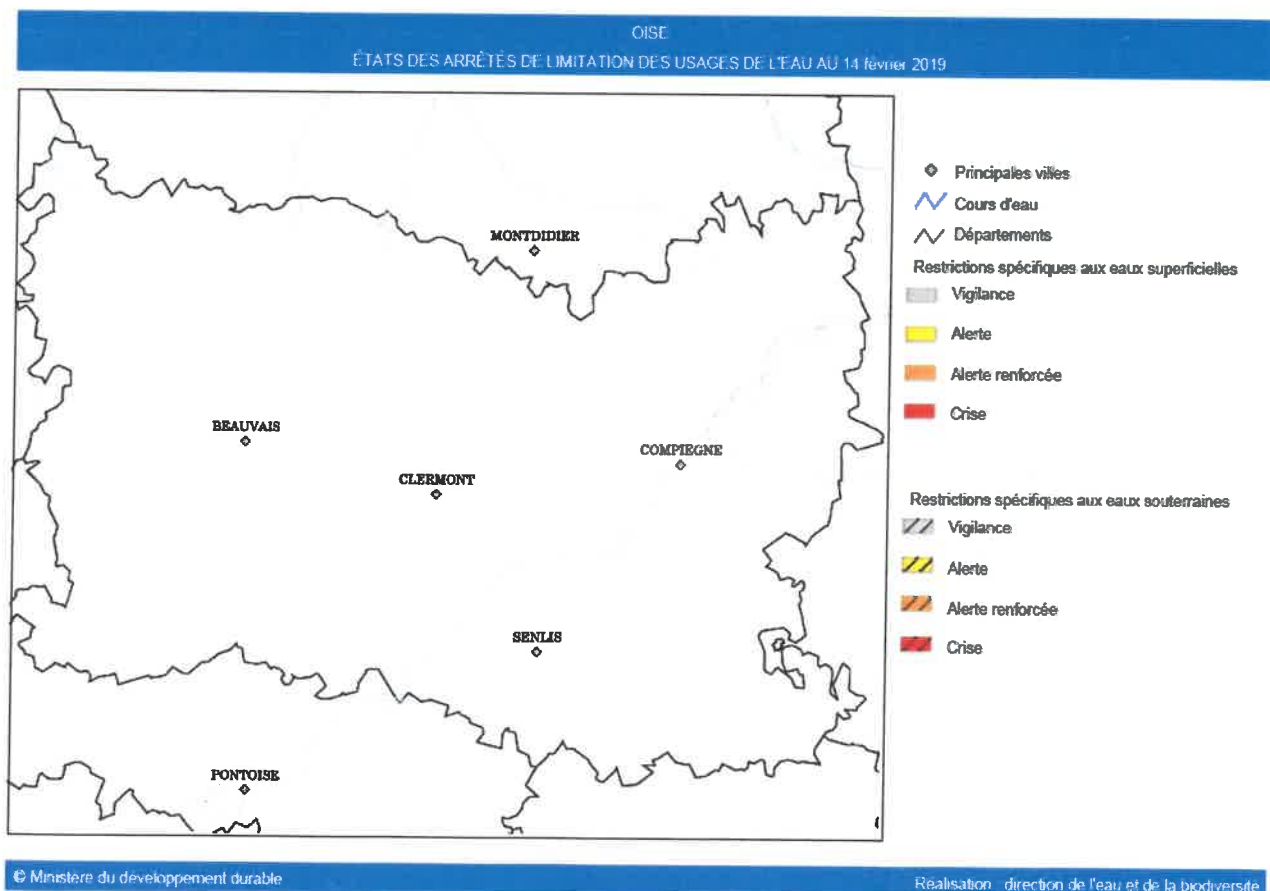 OISE
ÉTATS DES ARRÊTÉS DE LIMITATION DES USAGES DE L'EAU AU 14 février 2019
Principales villes
Cours d'eau
Départements
Restrictions spécifiques aux eaux superficielles
Vigilance
Alerte
Alerte renforcée
Crise
Restrictions spécifiques aux eaux souterraines
Vigilance
Alerte
Alerte renforcée
Crise
MONTDIDIER
BEAUVAIS
COMPIEGNE
CLERMONT
SENLIS
PONTOISE
© Ministère du développement durable
Réalisation : direction de l'eau et de la biodiversité